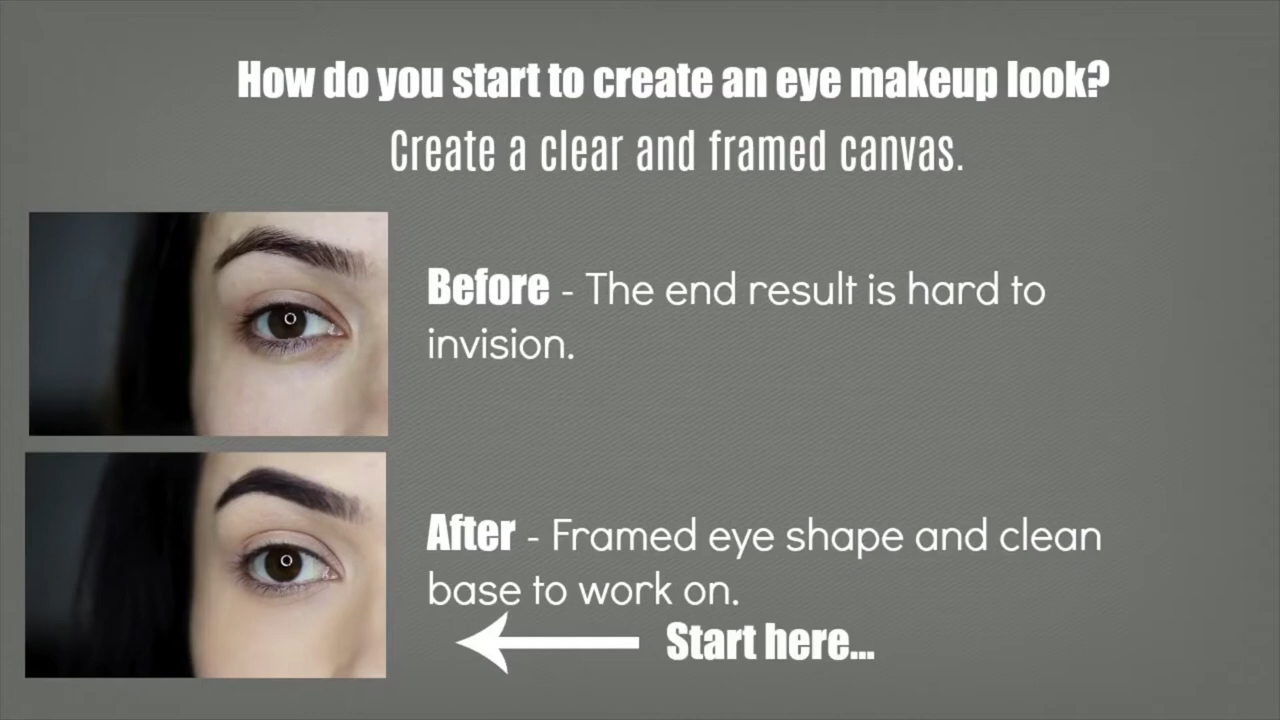 How do you start to create an eye makeup look?
Create a clear and framed canvas.
Before - The end result is hard to
invision.
After - Framed eye shape and clean
base to work on.
Start here...